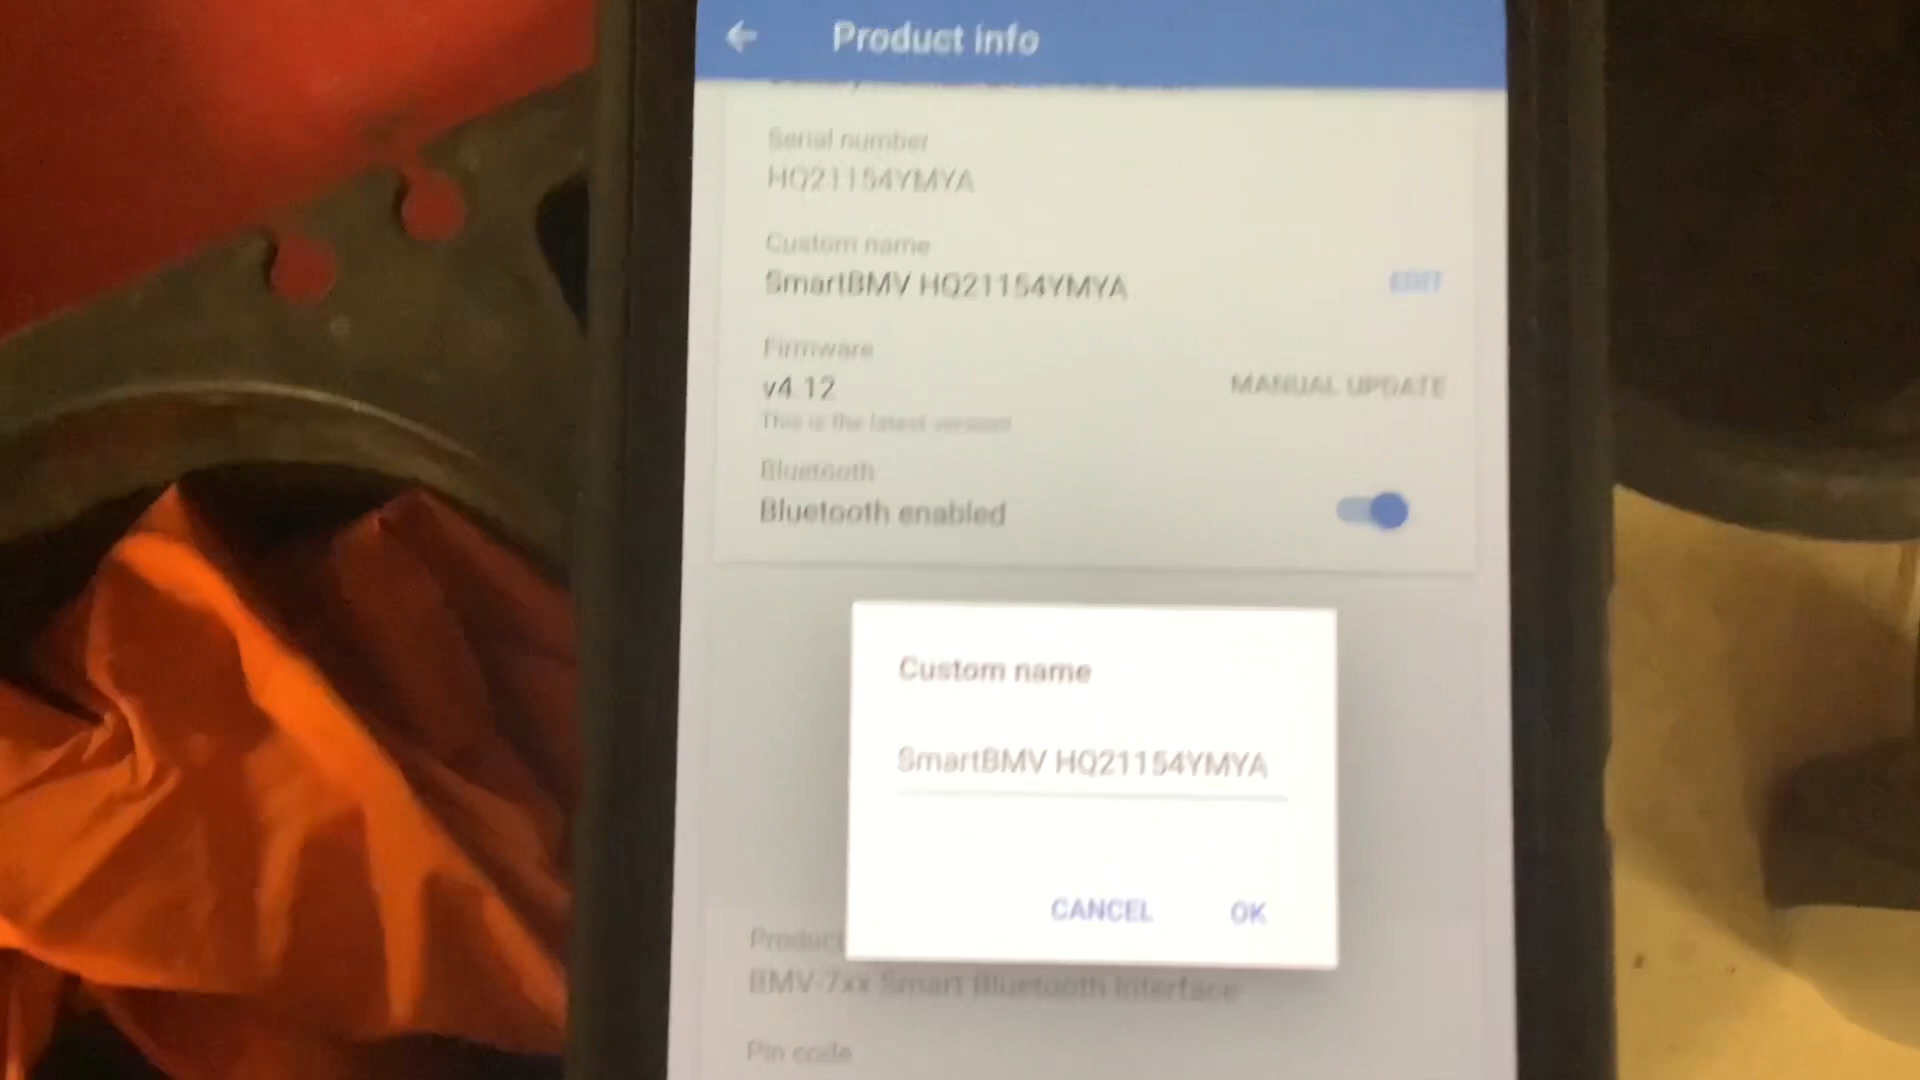 Product info
Serial number
HQ21154YMYA
Custom name
SmartBMV HQ21154YMYA
EDIT
Firmware
v4.12
MANUAL UPDATE
This is the latest version
Bluetooth
Bluetooth enabled
Custom name
SmartBMV HQ21154YMYA
CANCEL OK
Product
BMV-7xx Smart Bluetooth Interface
Pin code